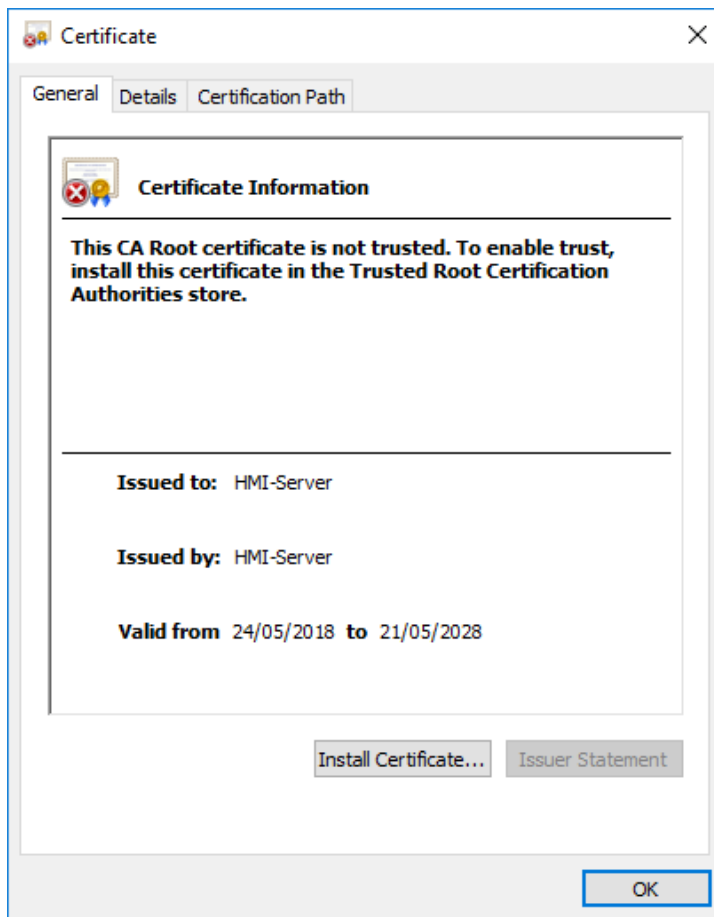 Certificate
General Details Certification Path
Certificate Information
This CA Root certificate is not trusted. To enable trust,
install this certificate in the Trusted Root Certification
Authorities store.
Issued to: HMI-Server
Issued by: HMI-Server
Valid from 24/05/2018 to 21/05/2028
Install Certificate... Issuer Statement
OK